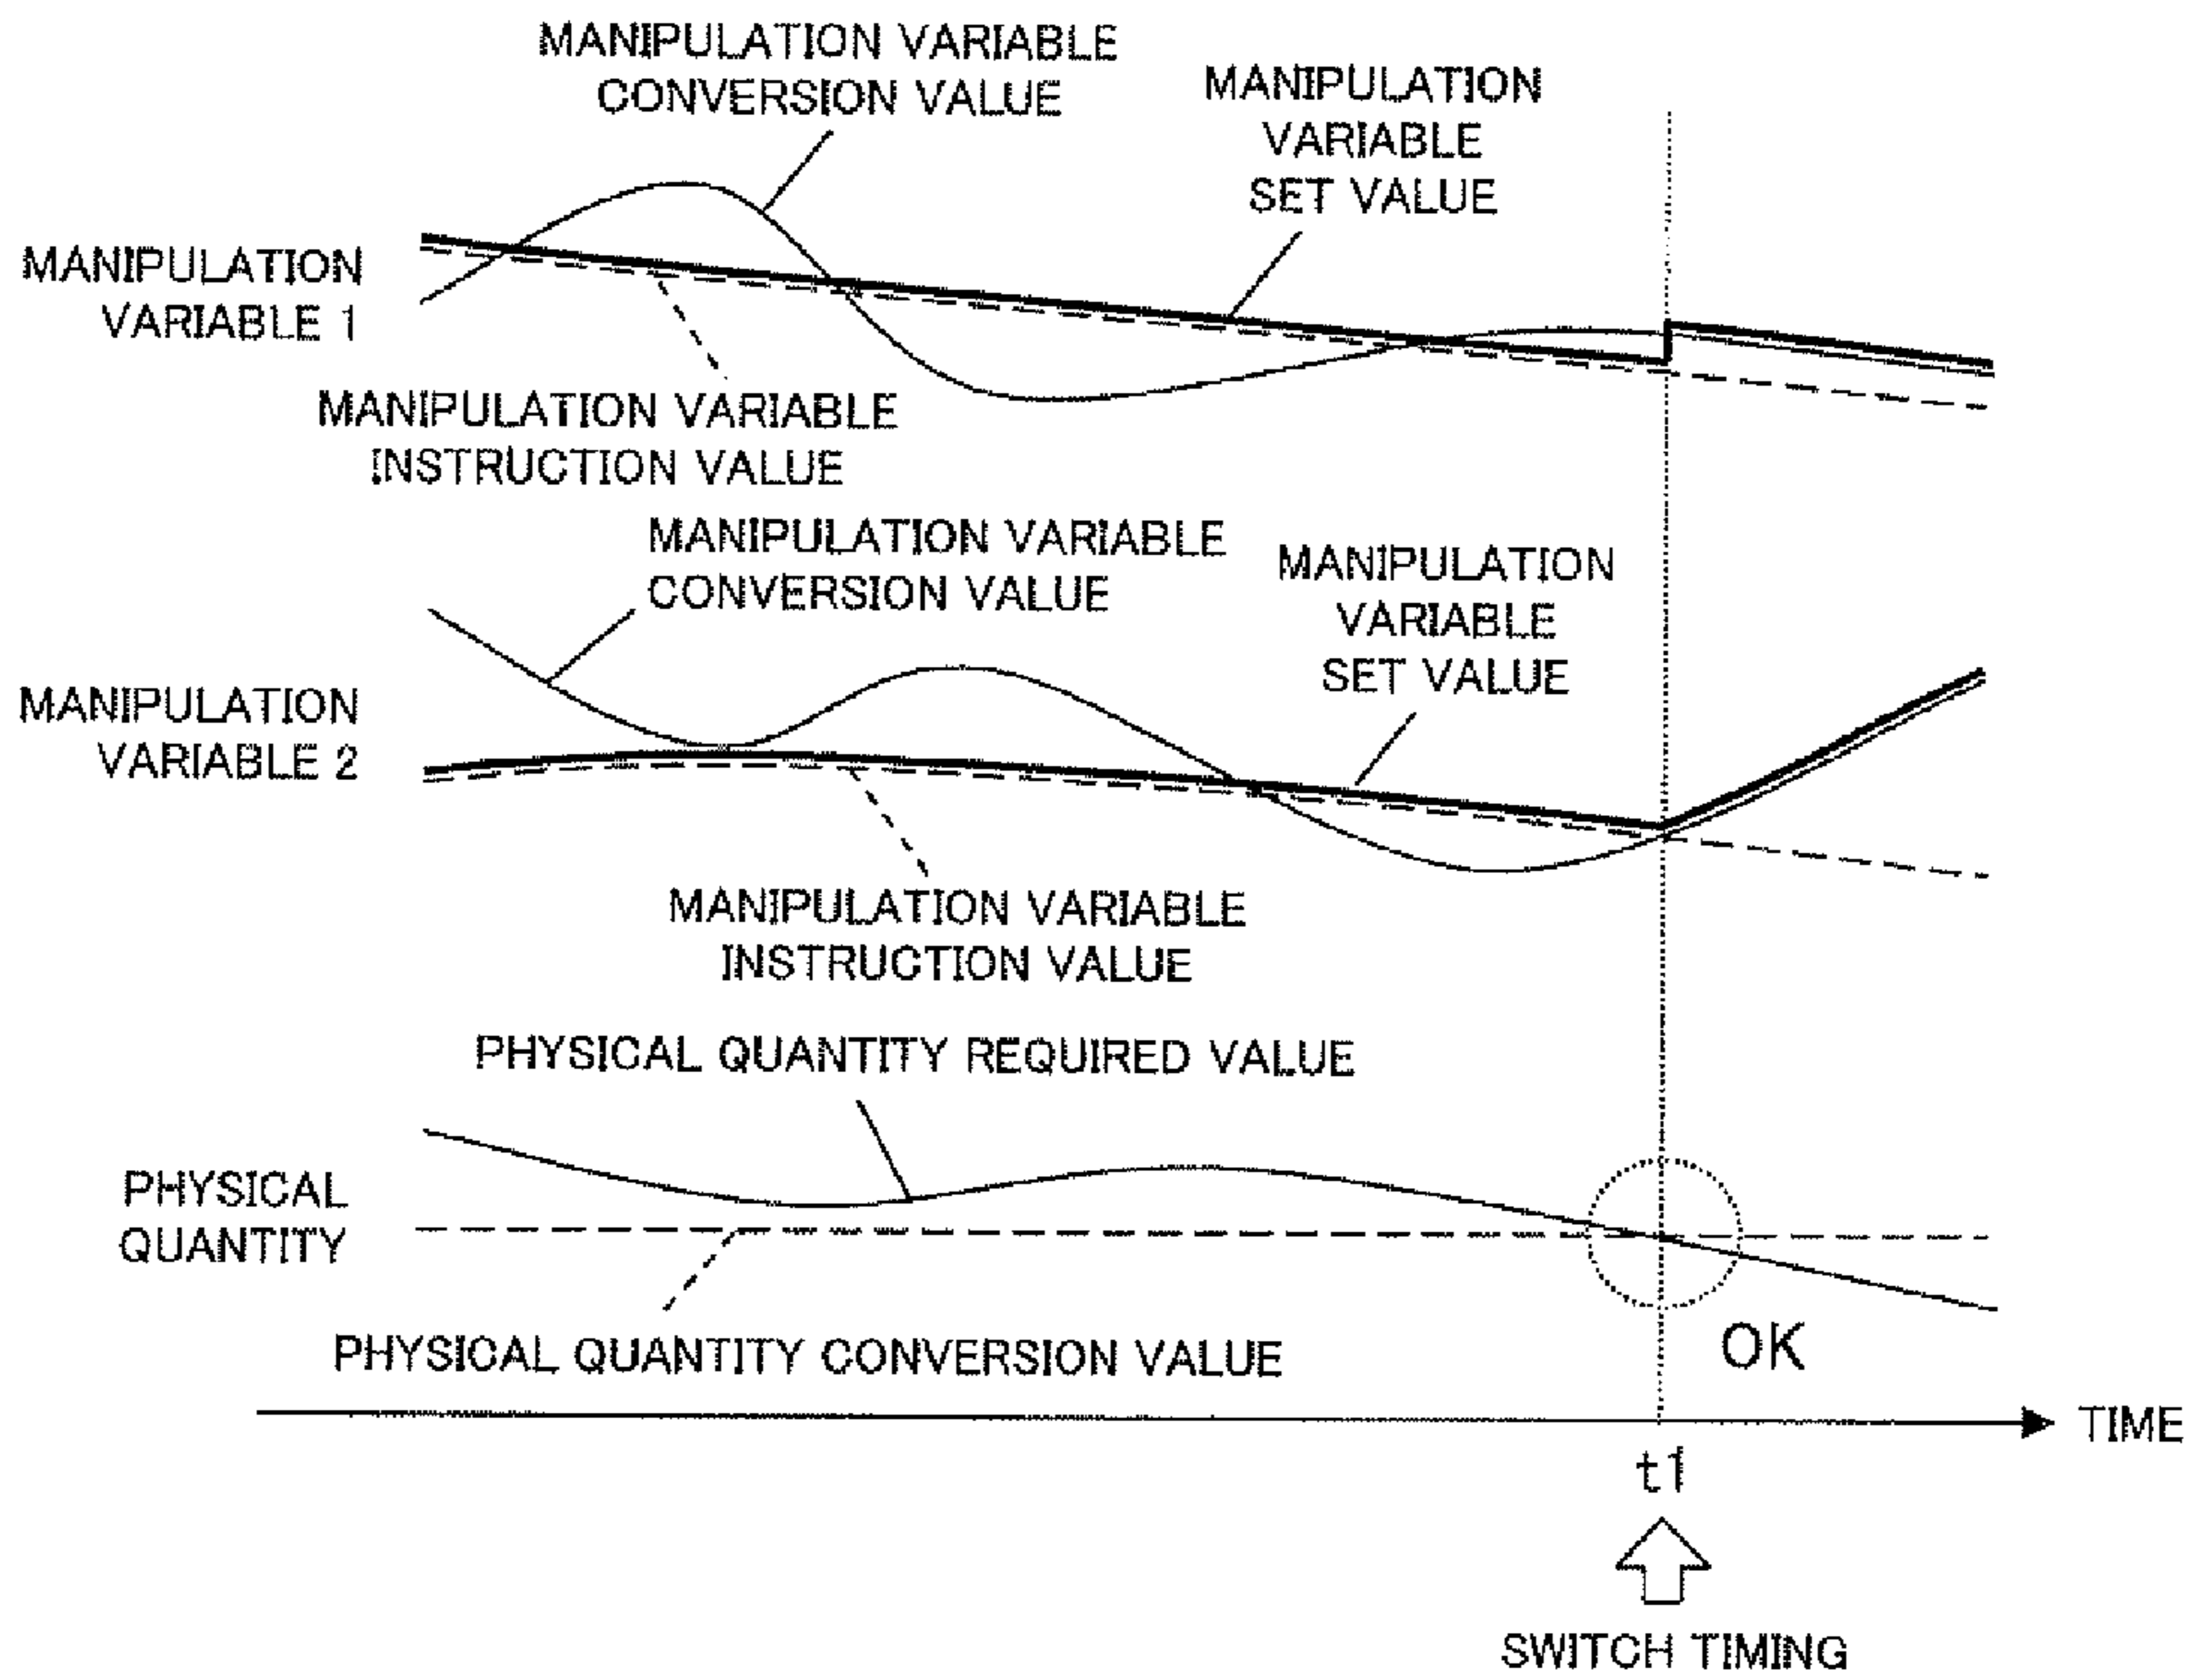 MANIPULATION VARIABLE
CONVERSION VALUE
MANIPULATION
VARIABLE
SET VALUE
MANIPULATION
VARIABLE 1
MANIPULATION VARIABLE
INSTRUCTION VALUE
MANIPULATION VARIABLE
CONVERSION VALUE
MANIPULATION
VARIABLE
SET VALUE
MANIPULATION
VARIABLE 2
MANIPULATION VARIABLE
INSTRUCTION VALUE
PHYSICAL QUANTITY REQUIRED VALUE
PHYSICAL
QUANTITY
PHYSICAL QUANTITY CONVERSION VALUE
OK
TIME
t1
SWITCH TIMING